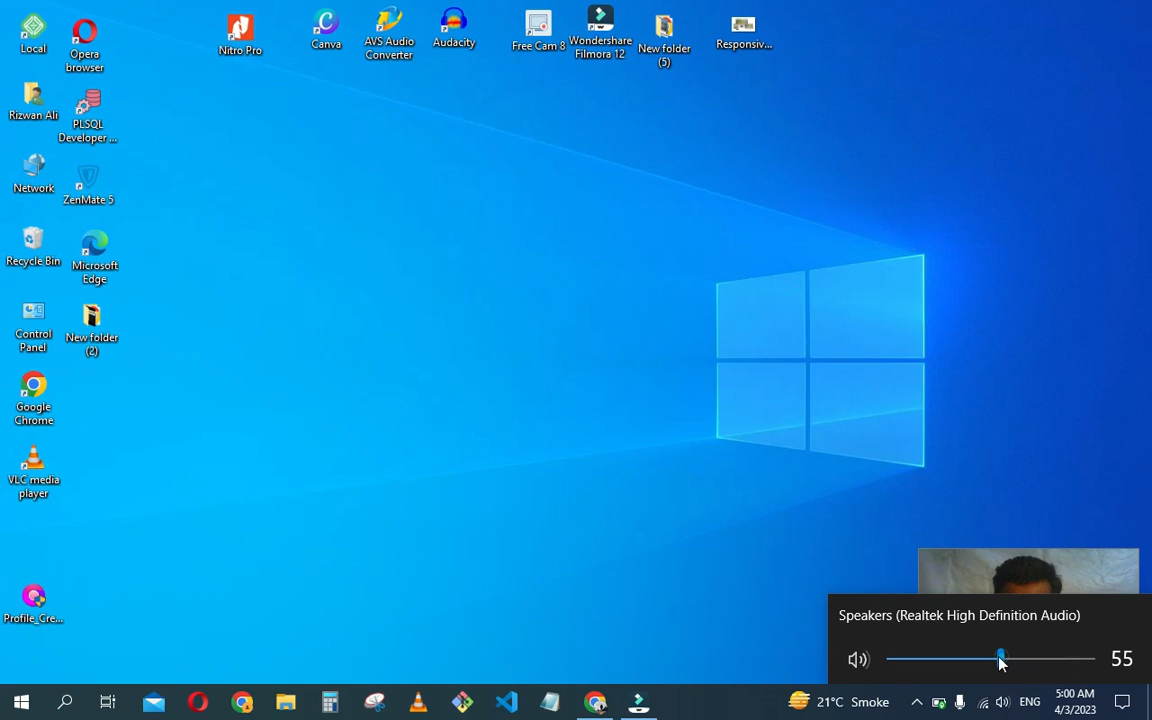 Local
Opera
browser
Nitro Pro
Canva
AVS Audio
Converter
Audacity
Free Cam 8
Wondershare
Filmora 12
New folder
(5)
Responsiv...
Rizwan Ali
PLSQL
Developer ...
Network
ZenMate 5
Recycle Bin
Microsoft
Edge
Control
Panel
New folder
(2)
Google
Chrome
VLC media
player
Profile_Cre...
Speakers (Realtek High Definition Audio)
55
21°C Smoke
ENG
5:00 AM
4/3/2023